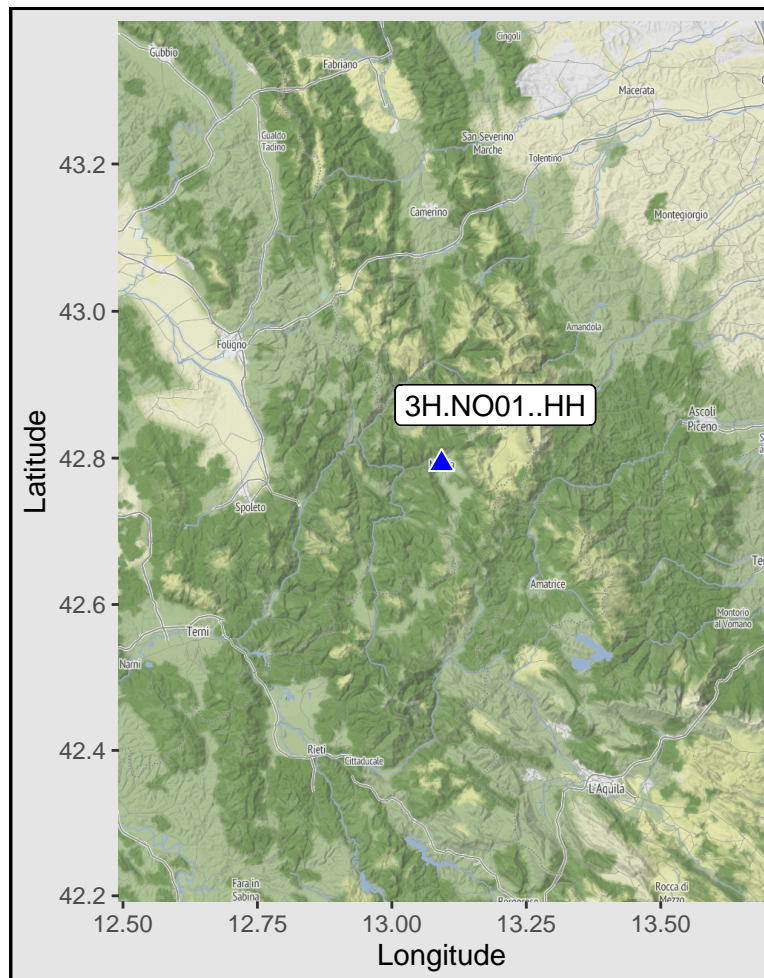 Cingoli
Gubbio
Fabriano
Macerata
Gualdo
Tadino
San Severino
Marche
Tolentino
43.2
Camerino
Montegiorgio
43.0
Foligno
Amandola
3H.NO01..HH
Ascoli
Piceno
42.8
Spoleto
Amatrice
42.6
Terni
Montorio
al Vomano
Narni
42.4
Rieti
Cittaducale
L'Aquila
Fara in
Sabina
Rocca di
Mezzo
42.2
12.50
12.75
13.00
13.25
13.50
Latitude
Longitude